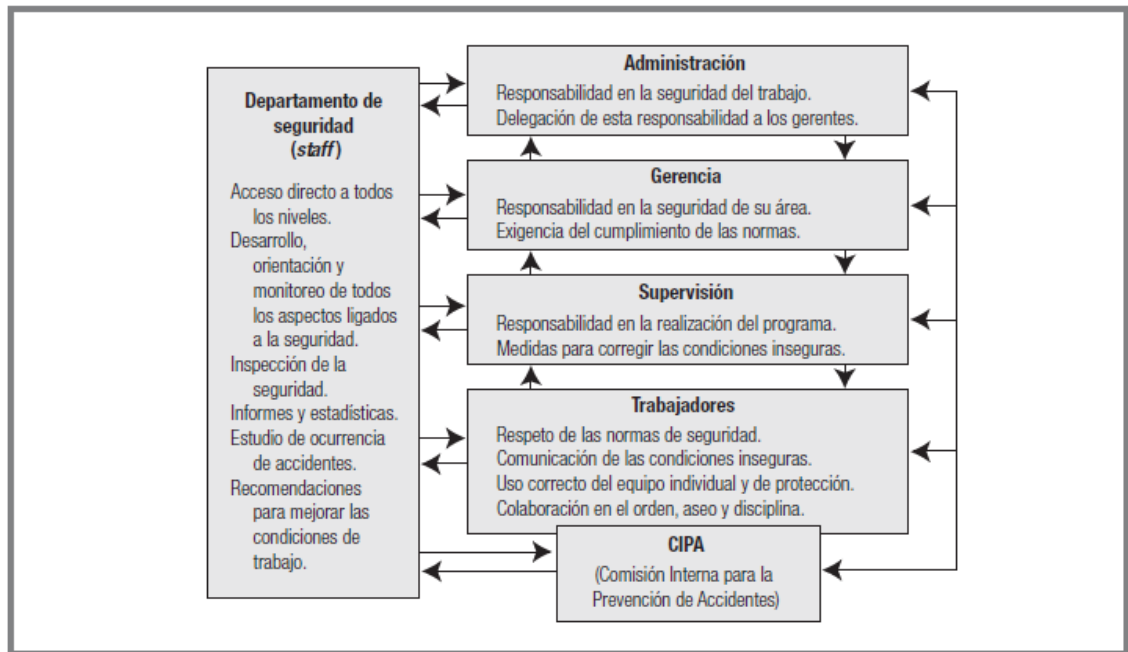 Departamento de
seguridad
(staff)
Acceso directo a todos
los niveles.
Desarrollo,
orientación y
monitoreo de todos
los aspectos ligados
a la seguridad.
Inspección de la
seguridad.
Informes y estadísticas.
Estudio de ocurrencia
de accidentes.
Recomendaciones
para mejorar las
condiciones de
trabajo.
Administración
Responsabilidad en la seguridad del trabajo.
Delegación de esta responsabilidad a los gerentes.
Gerencia
Responsabilidad en la seguridad de su área.
Exigencia del cumplimiento de las normas.
Supervisión
Responsabilidad en la realización del programa.
Medidas para corregir las condiciones inseguras.
Trabajadores
Respeto de las normas de seguridad.
Comunicación de las condiciones inseguras.
Uso correcto del equipo individual y de protección.
Colaboración en el orden, aseo y disciplina.
CIPA
(Comisión Interna para la
Prevención de Accidentes)